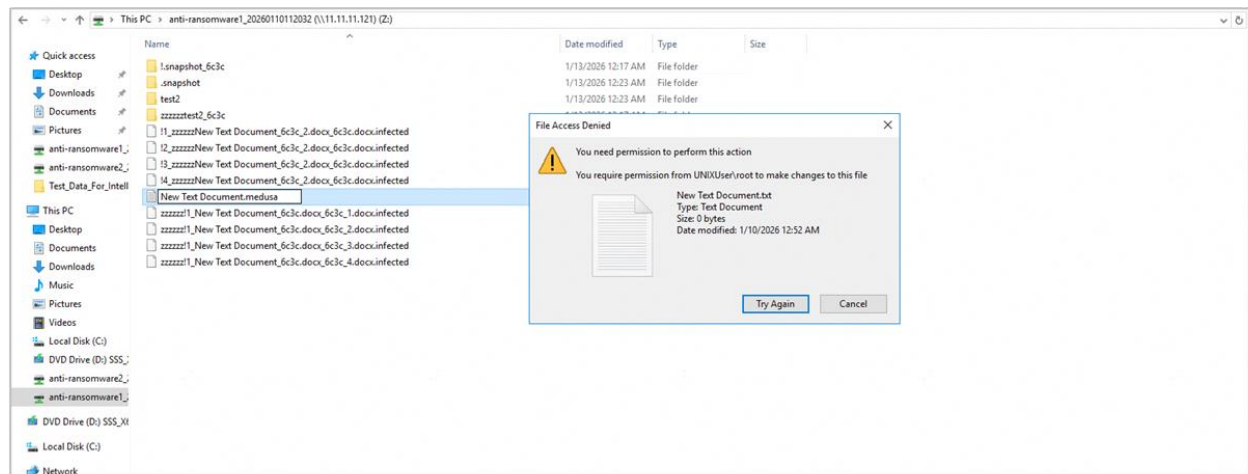 This PC > anti-ransomware1_20260110112032 (\\11.11.11.121) (Z:)
Name Date modified Type Size
Quick access
Desktop
Downloads
Documents
Pictures
anti-ransomware1_
anti-ransomware2_
Test_Data_For_Intell
This PC
Desktop
Documents
Downloads
Music
Pictures
Videos
Local Disk (C:)
DVD Drive (D:) SSS_
anti-ransomware2_
anti-ransomware1_
DVD Drive (D:) SSS_X
Local Disk (C:)
Network
!.snapshot_6c3c 1/13/2026 12:17 AM File folder
.snapshot 1/13/2026 12:23 AM File folder
test2 1/13/2026 12:23 AM File folder
zzzzzztest2_6c3c
!1_zzzzzzNew Text Document_6c3c_2.docx_6c3c.docx.infected
!2_zzzzzzNew Text Document_6c3c_2.docx_6c3c.docx.infected
!3_zzzzzzNew Text Document_6c3c_2.docx_6c3c.docx.infected
!4_zzzzzzNew Text Document_6c3c_2.docx_6c3c.docx.infected
New Text Document.medusa
zzzzzz!1_New Text Document_6c3c.docx_6c3c_1.docx.infected
zzzzzz!1_New Text Document_6c3c.docx_6c3c_2.docx.infected
zzzzzz!1_New Text Document_6c3c.docx_6c3c_3.docx.infected
zzzzzz!1_New Text Document_6c3c.docx_6c3c_4.docx.infected
File Access Denied
You need permission to perform this action
You require permission from UNIXUser\root to make changes to this file
New Text Document.txt
Type: Text Document
Size: 0 bytes
Date modified: 1/10/2026 12:52 AM
Try Again Cancel